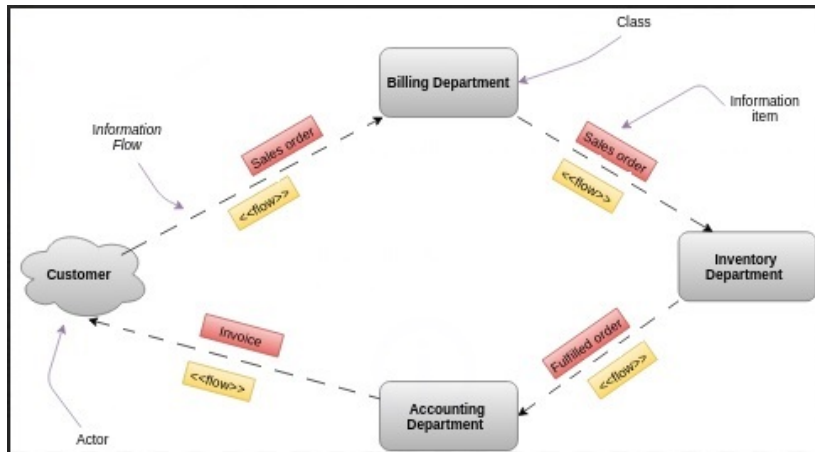 Class
Billing Department
Information
item
Information
Flow
Sales order
<<flow>>
Sales order
<<flow>>
Customer
Inventory
Department
Invoice
<<flow>>
Fulfilled order
<<flow>>
Accounting
Department
Actor